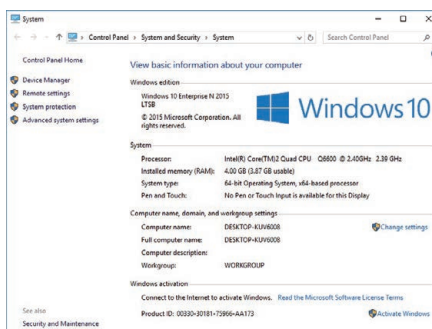 System
Control Panel > System and Security > System
Search Control Panel
Control Panel Home
Device Manager
Remote settings
System protection
Advanced system settings
See also
Security and Maintenance
View basic information about your computer
Windows edition
Windows 10 Enterprise N 2015
LTSB
© 2015 Microsoft Corporation. All
rights reserved.
Windows 10
System
Processor: Intel(R) Core(TM)2 Quad CPU Q6600 @ 2.40GHz 2.39 GHz
Installed memory (RAM): 4.00 GB (3.87 GB usable)
System type: 64-bit Operating System, x64-based processor
Pen and Touch: No Pen or Touch Input is available for this Display
Computer name, domain, and workgroup settings
Computer name: DESKTOP-KUV6008
Change settings
Full computer name: DESKTOP-KUV6008
Computer description:
Workgroup: WORKGROUP
Windows activation
Connect to the Internet to activate Windows. Read the Microsoft Software License Terms
Product ID: 00330-30181-75966-AA173
Activate Windows